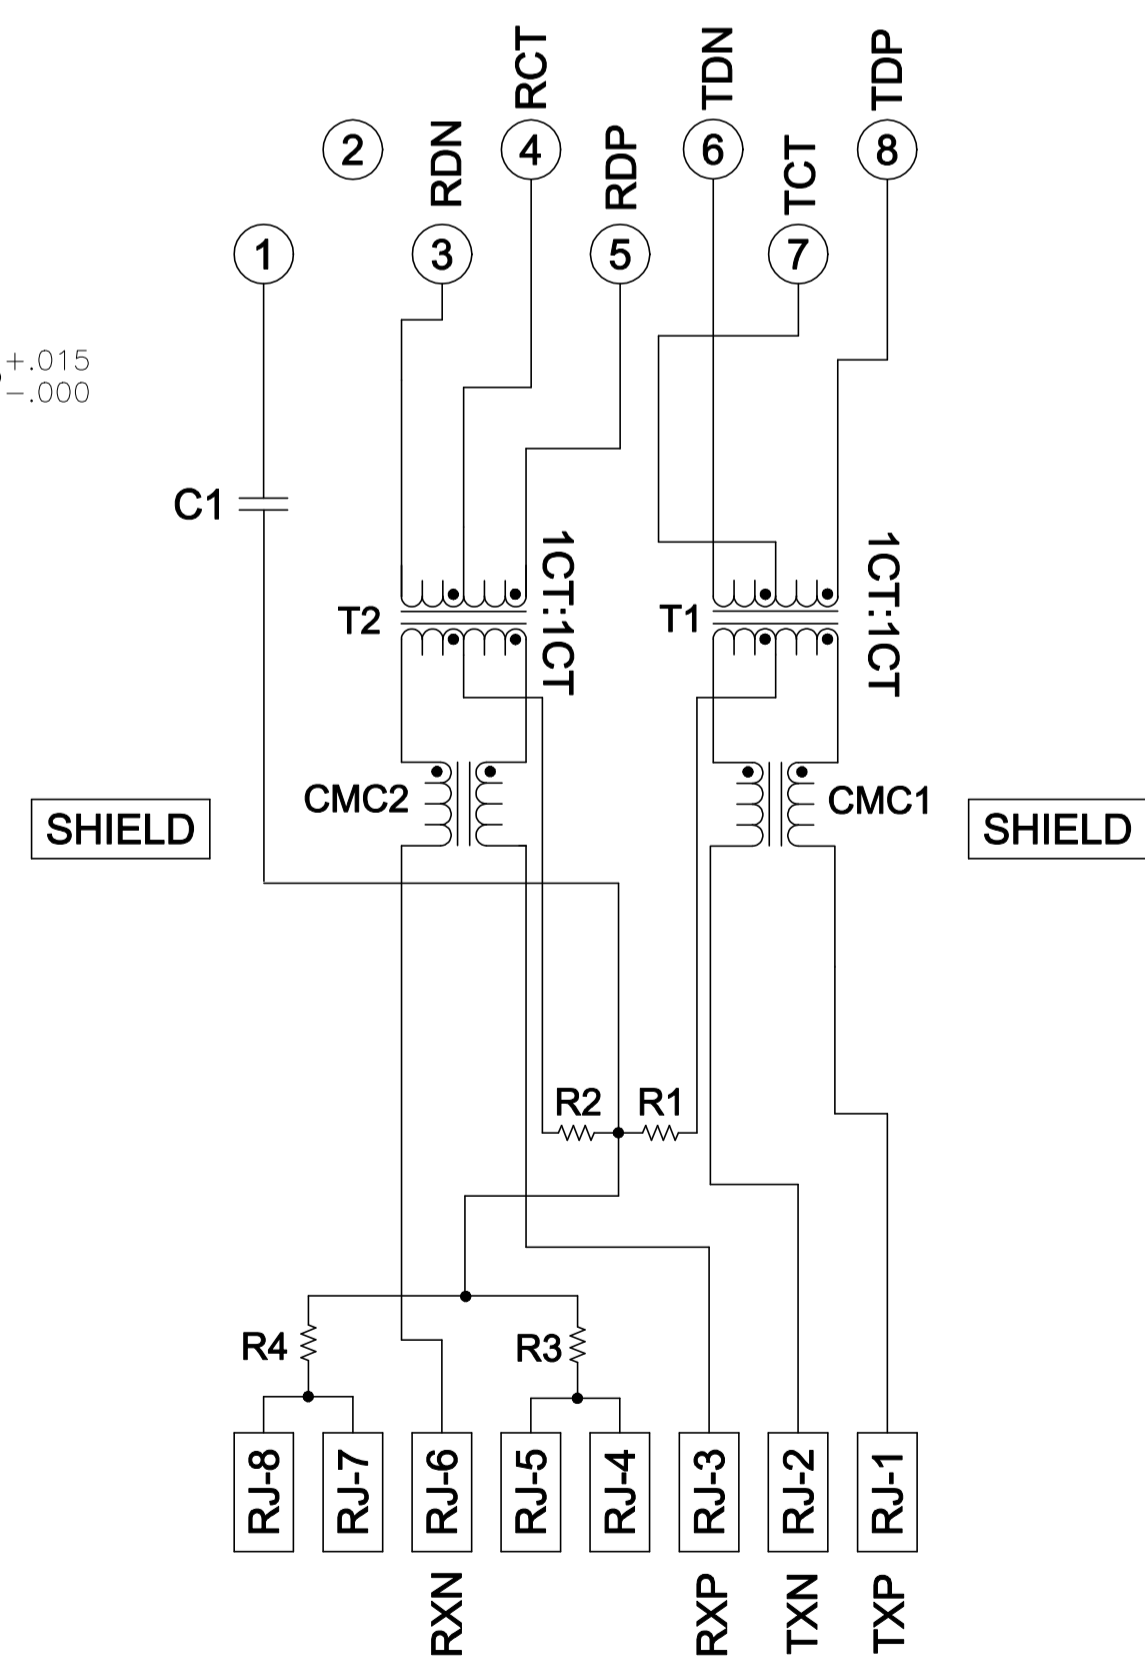 RCT
TDN
TDP
2
RDN
4
RDP
6
TCT
8
1
3
5
7
+.015
-.000
C1
1CT:1CT
1CT:1CT
T2
T1
CMC2
CMC1
SHIELD
SHIELD
R2
R1
R4
R3
RJ-8
RJ-7
RJ-6
RJ-5
RJ-4
RJ-3
RJ-2
RJ-1
RXN
RXP
TXN
TXP